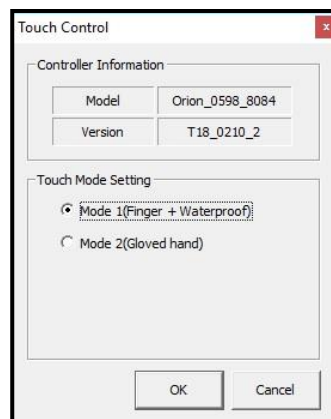 Touch Control
x
Controller Information
Model Orion_0598_8084
Version T18_0210_2
Touch Mode Setting
Mode 1(Finger + Waterproof)
Mode 2(Gloved hand)
OK Cancel